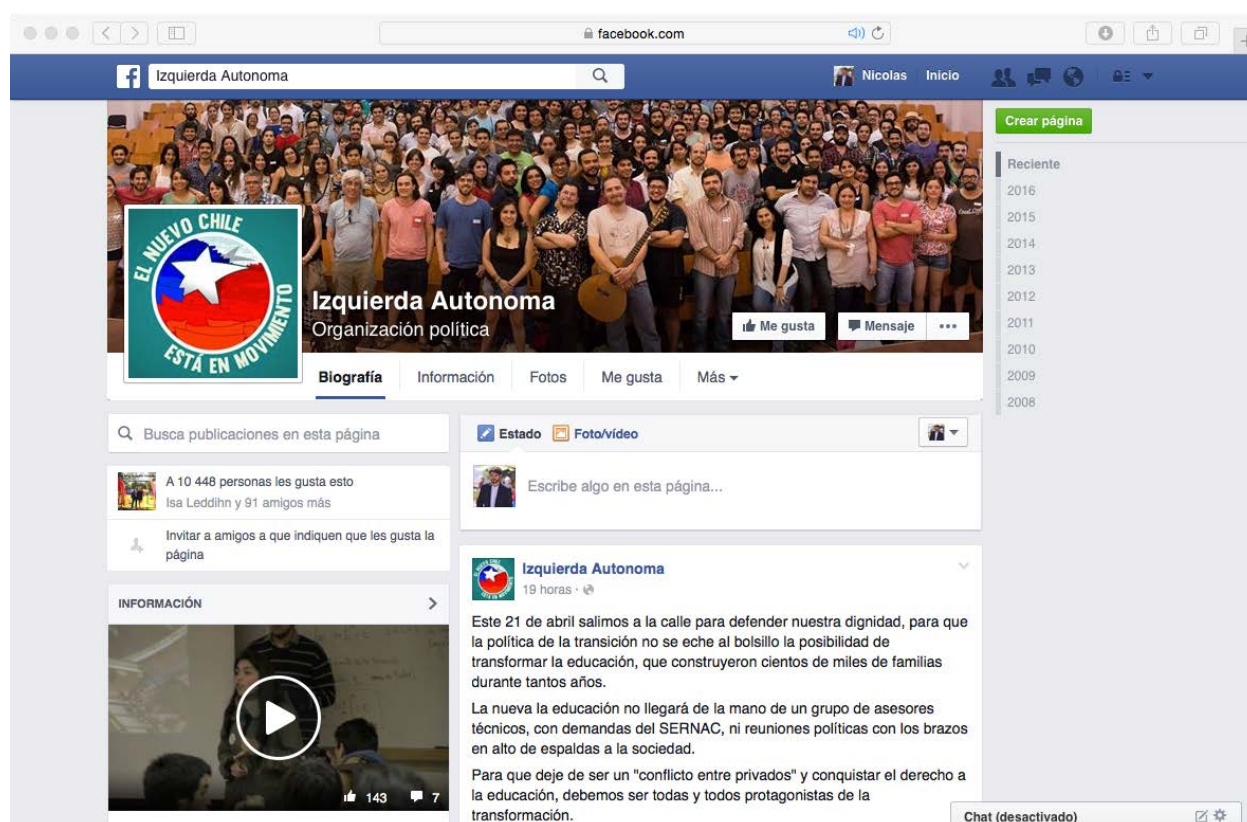 facebook.com
Izquierda Autonoma
Nicolas Inicio
Crear página
Reciente
2016
2015
2014
2013
2012
2011
2010
2009
2008
EL NUEVO CHILE
ESTÁ EN MOVIMIENTO
Izquierda Autonoma
Organización política
Me gusta
Mensaje
Biografía Información Fotos Me gusta Más
Busca publicaciones en esta página
A 10 448 personas les gusta esto
Isa Leddihn y 91 amigos más
Invitar a amigos a que indiquen que les gusta la
página
INFORMACIÓN
143 7
Estado Foto/vídeo
Escribe algo en esta página...
Izquierda Autonoma
19 horas ·
Este 21 de abril salimos a la calle para defender nuestra dignidad, para que
la política de la transición no se eche al bolsillo la posibilidad de
transformar la educación, que construyeron cientos de miles de familias
durante tantos años.
La nueva la educación no llegará de la mano de un grupo de asesores
técnicos, con demandas del SERNAC, ni reuniones políticas con los brazos
en alto de espaldas a la sociedad.
Para que deje de ser un "conflicto entre privados" y conquistar el derecho a
la educación, debemos ser todas y todos protagonistas de la
transformación.
Chat (desactivado)